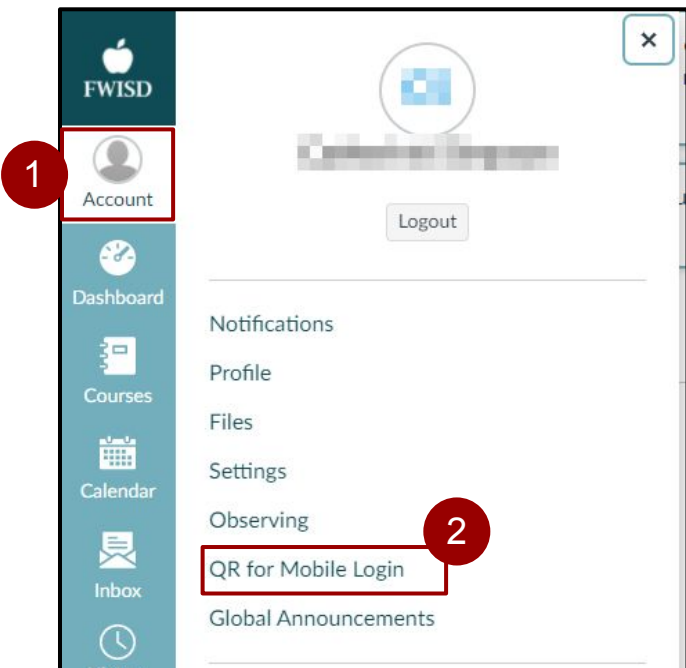 FWISD
×
1
Account
Logout
Dashboard
Notifications
Profile
Courses
Files
Settings
Calendar
Observing
2
QR for Mobile Login
Inbox
Global Announcements